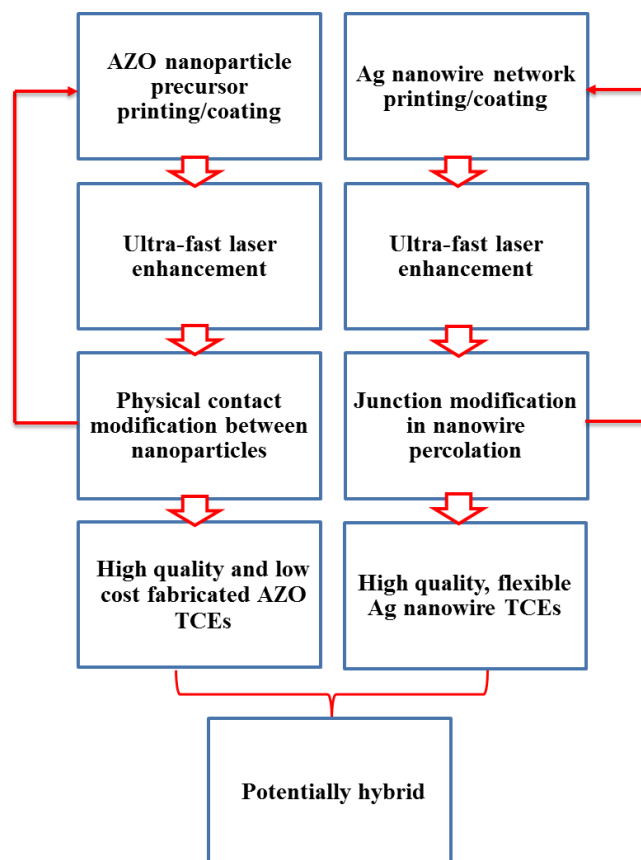 AZO nanoparticle
precursor
printing/coating
Ultra-fast laser
enhancement
Physical contact
modification between
nanoparticles
High quality and low
cost fabricated AZO
TCEs
Ag nanowire network
printing/coating
Ultra-fast laser
enhancement
Junction modification
in nanowire
percolation
High quality, flexible
Ag nanowire TCEs
Potentially hybrid